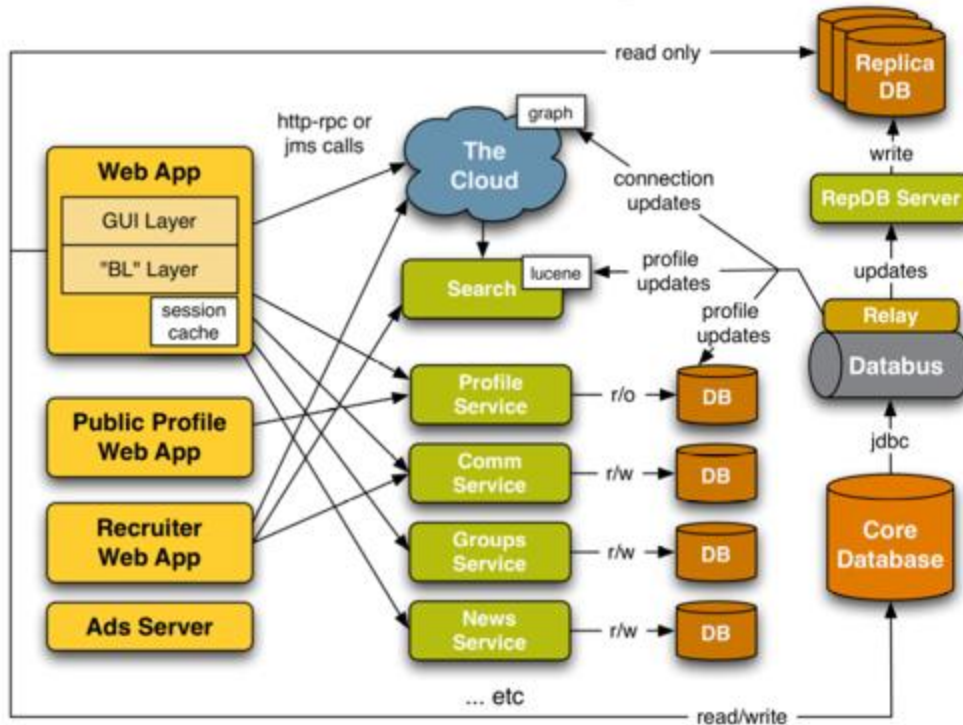 read only
Replica
DB
http-rpc or
jms calls
graph
The
Cloud
write
Web App
GUI Layer
"BL" Layer
session
cache
connection
updates
RepDB Server
Search
lucene
profile
updates
updates
profile
updates
Relay
Databus
Profile
Service
r/o
DB
jdbc
Public Profile
Web App
Comm
Service
r/w
DB
Recruiter
Web App
Groups
Service
r/w
DB
Core
Database
Ads Server
News
Service
r/w
DB
... etc
read/write